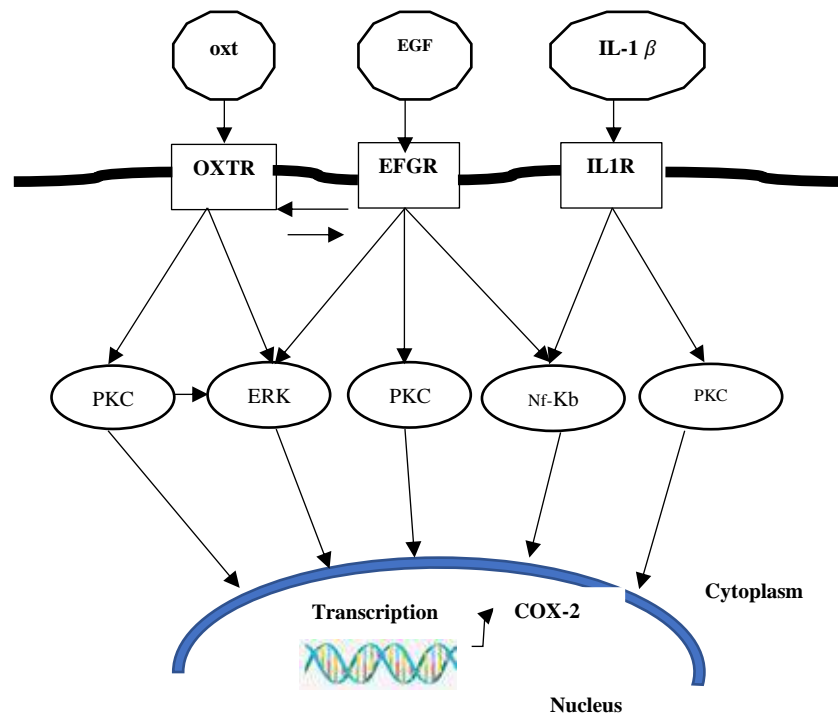 oxt EGF IL-1 β
OXTR EFGR IL1R
PKC ERK PKC Nf-Kb PKC
Cytoplasm
Transcription COX-2
Nucleus